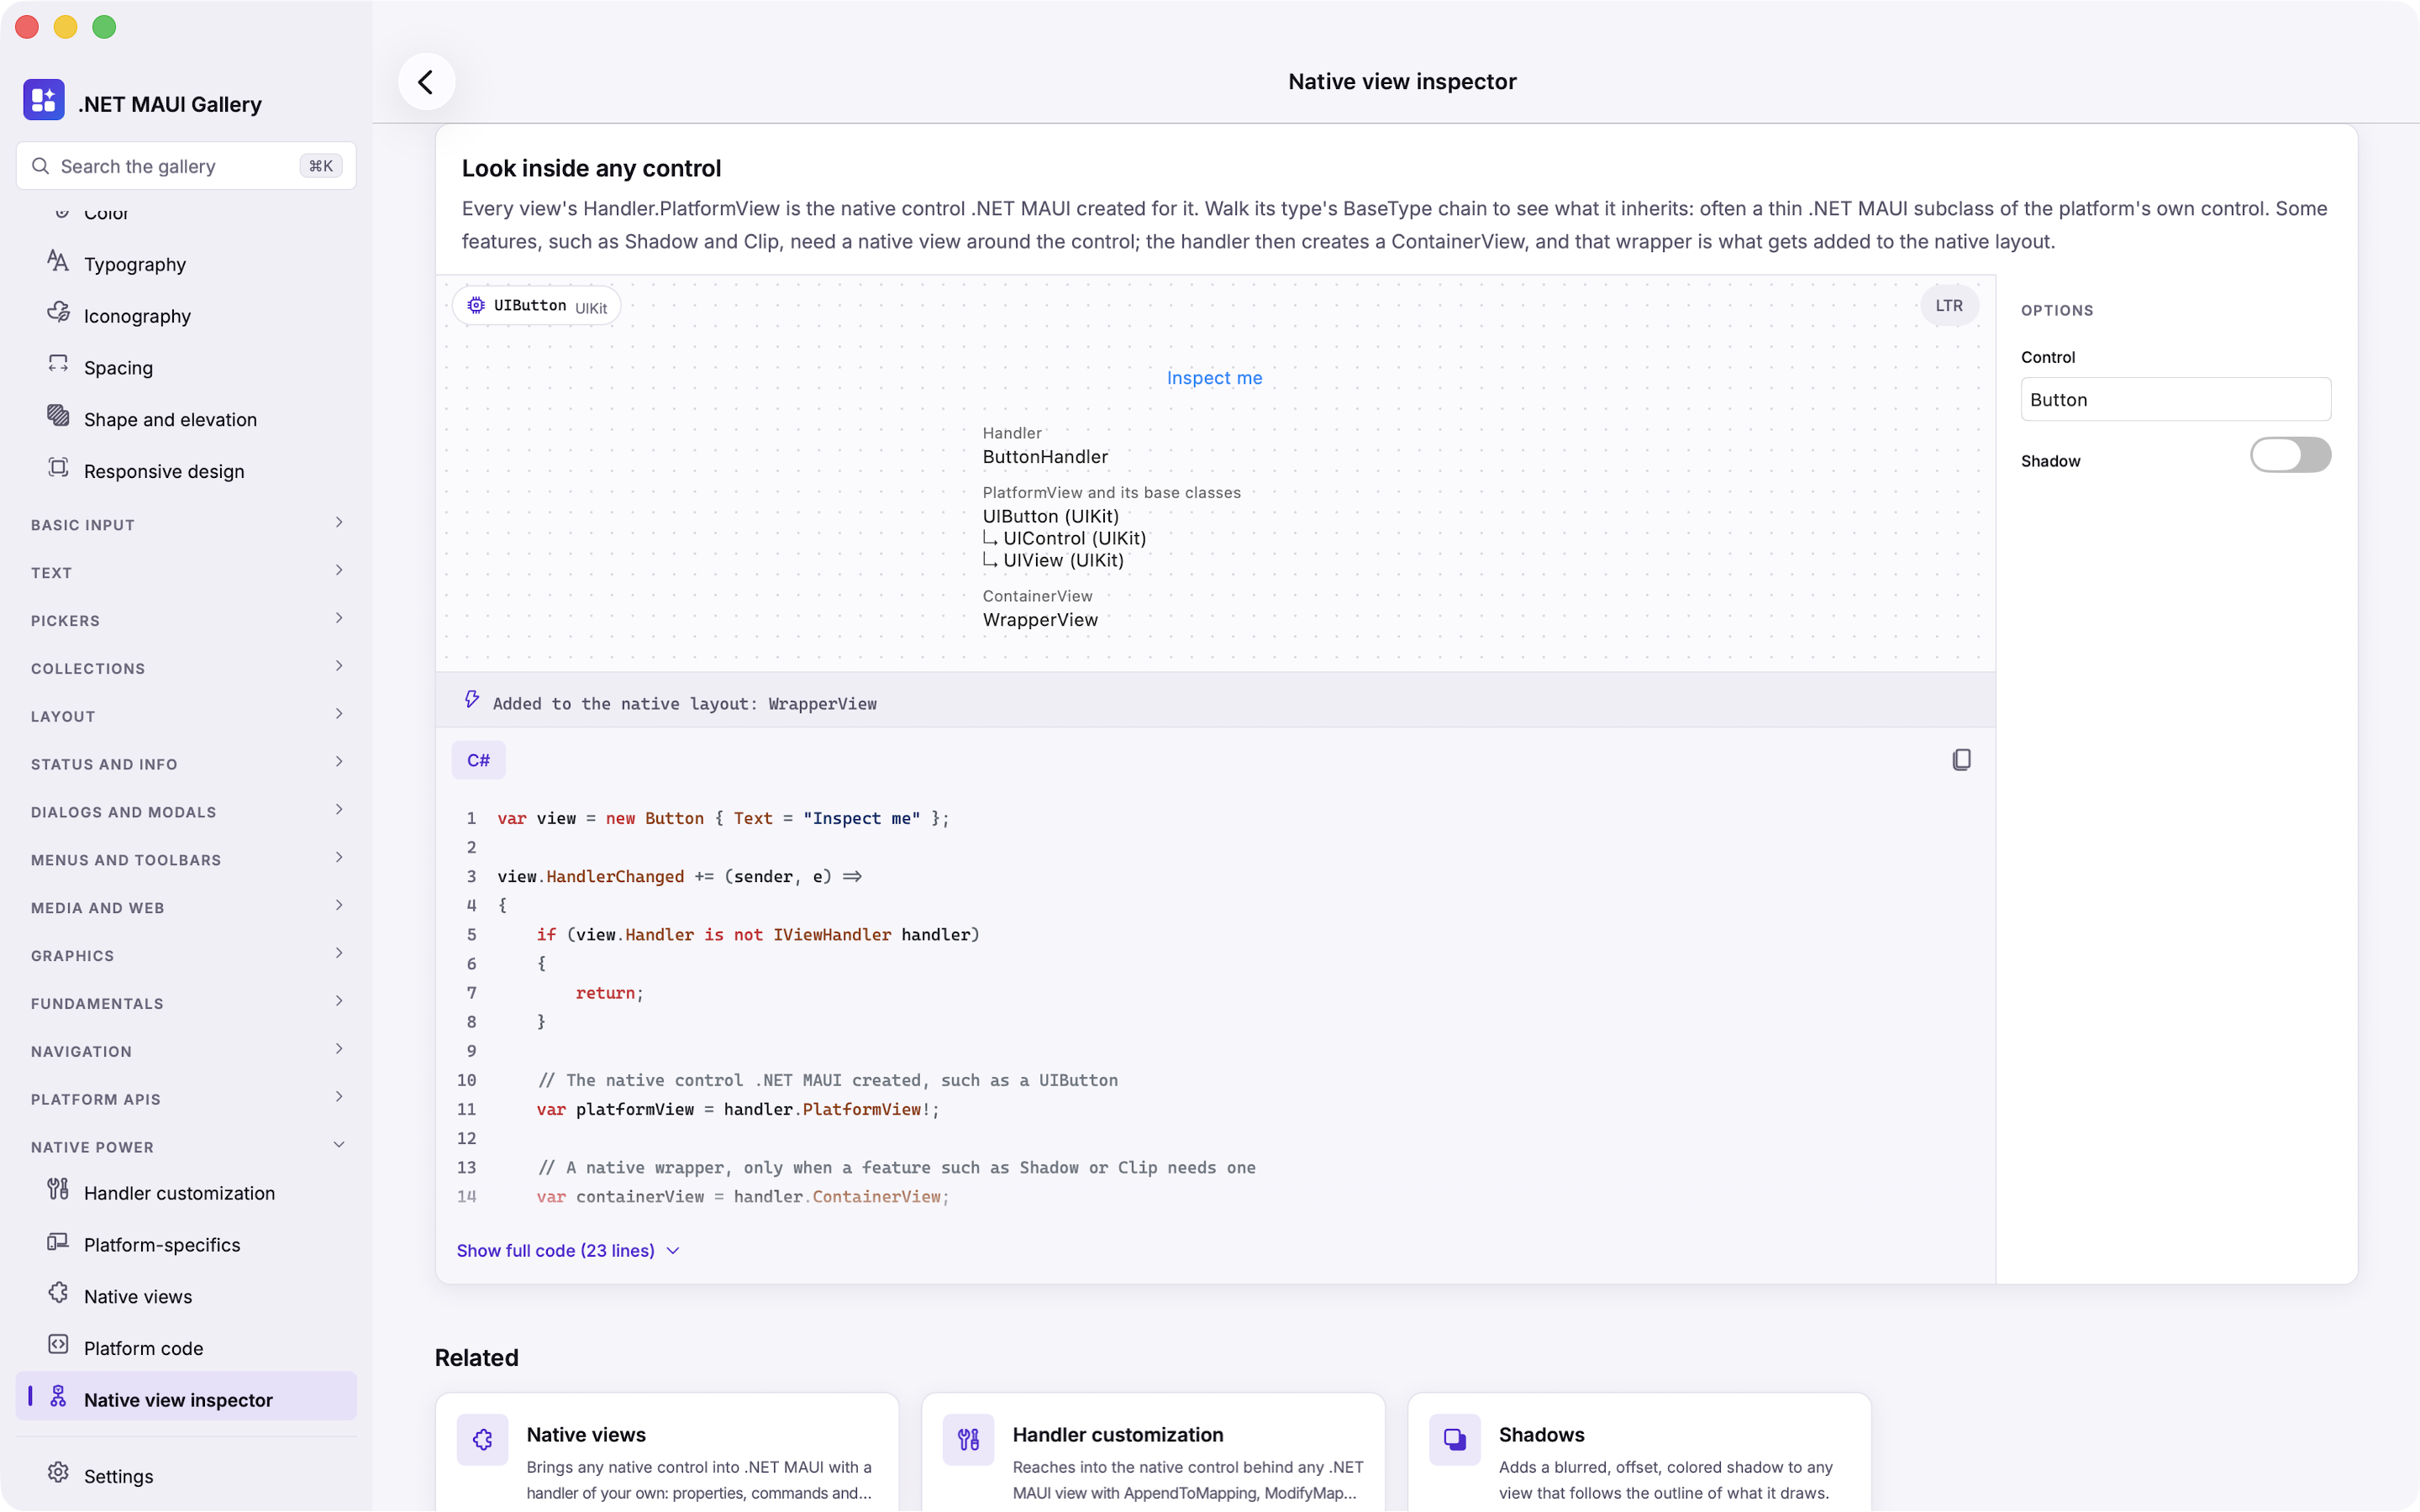 .NET MAUI Gallery
Search the gallery ⌘K
Color
Typography
Iconography
Spacing
Shape and elevation
Responsive design
BASIC INPUT
TEXT
PICKERS
COLLECTIONS
LAYOUT
STATUS AND INFO
DIALOGS AND MODALS
MENUS AND TOOLBARS
MEDIA AND WEB
GRAPHICS
FUNDAMENTALS
NAVIGATION
PLATFORM APIS
NATIVE POWER
Handler customization
Platform-specifics
Native views
Platform code
Native view inspector
Settings
Native view inspector
Look inside any control
Every view's Handler.PlatformView is the native control .NET MAUI created for it. Walk its type's BaseType chain to see what it inherits: often a thin .NET MAUI subclass of the platform's own control. Some
features, such as Shadow and Clip, need a native view around the control; the handler then creates a ContainerView, and that wrapper is what gets added to the native layout.
UIButton UIKit
LTR
Inspect me
Handler
ButtonHandler
PlatformView and its base classes
UIButton (UIKit)
UIControl (UIKit)
UIView (UIKit)
ContainerView
WrapperView
Added to the native layout: WrapperView
OPTIONS
Control
Button
Shadow
C#
1 var view = new Button { Text = "Inspect me" };
2
3 view.HandlerChanged += (sender, e) =>
4 {
5 if (view.Handler is not IViewHandler handler)
6 {
7 return;
8 }
9
10 // The native control .NET MAUI created, such as a UIButton
11 var platformView = handler.PlatformView!;
12
13 // A native wrapper, only when a feature such as Shadow or Clip needs one
14 var containerView = handler.ContainerView;
Show full code (23 lines)
Related
Native views
Brings any native control into .NET MAUI with a
handler of your own: properties, commands and...
Handler customization
Reaches into the native control behind any .NET
MAUI view with AppendToMapping, ModifyMap...
Shadows
Adds a blurred, offset, colored shadow to any
view that follows the outline of what it draws.